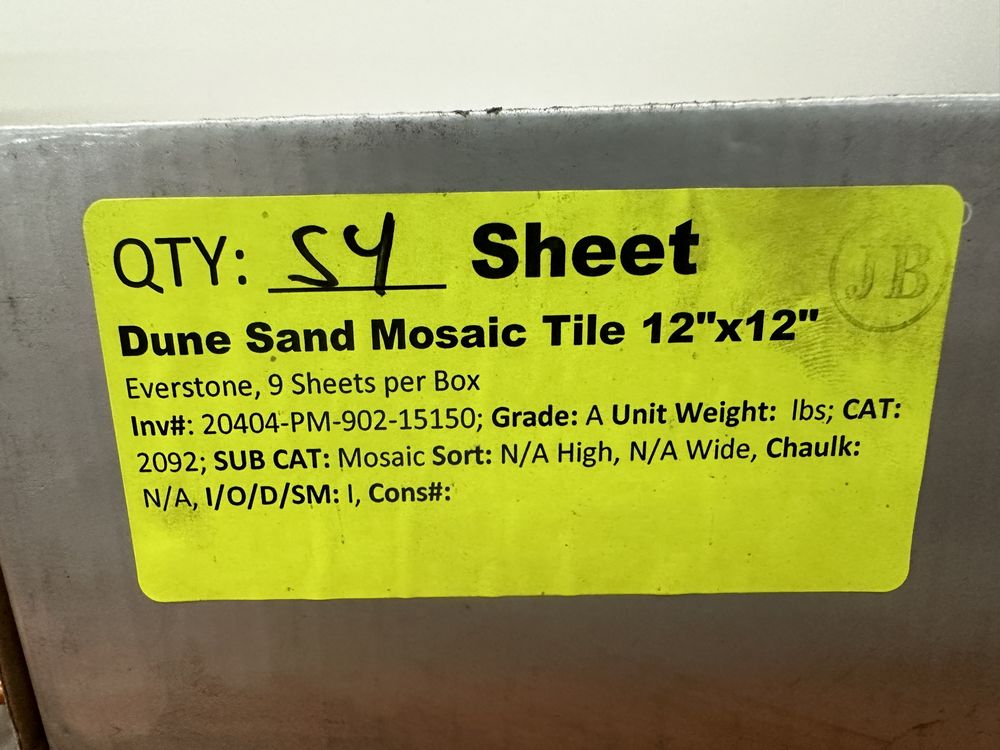 QTY: 54 Sheet
JB
Dune Sand Mosaic Tile 12"x12"
Everstone, 9 Sheets per Box
Inv#: 20404-PM-902-15150; Grade: A Unit Weight: lbs; CAT:
2092; SUB CAT: Mosaic Sort: N/A High, N/A Wide, Chaulk:
N/A, I/O/D/SM: I, Cons#: